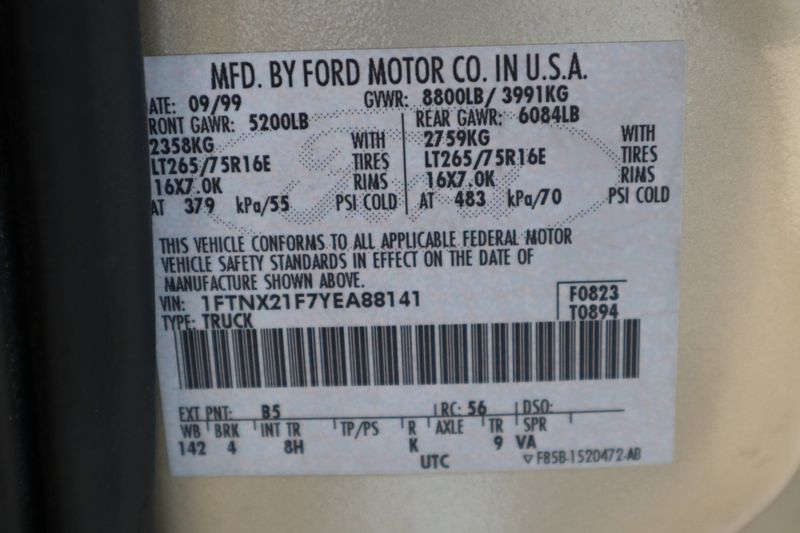 MFD. BY FORD MOTOR CO. IN U.S.A.
ATE: 09/99 GVWR: 8800LB/ 3991KG
RONT GAWR: 5200LB REAR GAWR: 6084LB
2358KG WITH 2759KG WITH
LT265/75R16E TIRES LT265/75R16E TIRES
16X7.0K RIMS 16X7.0K RIMS
AT 379 kPa/55 PSI COLD AT 483 kPa/70 PSI COLD
THIS VEHICLE CONFORMS TO ALL APPLICABLE FEDERAL MOTOR
VEHICLE SAFETY STANDARDS IN EFFECT ON THE DATE OF
MANUFACTURE SHOWN ABOVE.
VIN: 1FTNX21F7YEA88141 F0823
TYPE: TRUCK T0894
EXT PNT: B5 RC: 56 DSO:
WB BRK INT TR TP/PS R AXLE TR SPR
142 4 8H K 9 VA
UTC ▽ F85B-1520472-AB